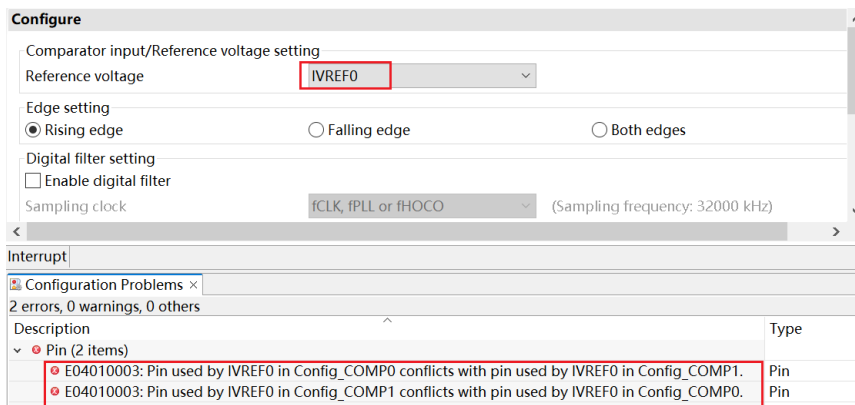 Configure
Comparator input/Reference voltage setting
Reference voltage IVREF0
Edge setting
Rising edge Falling edge Both edges
Digital filter setting
Enable digital filter
Sampling clock fCLK, fPLL or fHOCO (Sampling frequency: 32000 kHz)
Interrupt
Configuration Problems
2 errors, 0 warnings, 0 others
Description Type
Pin (2 items)
E04010003: Pin used by IVREF0 in Config_COMP0 conflicts with pin used by IVREF0 in Config_COMP1. Pin
E04010003: Pin used by IVREF0 in Config_COMP1 conflicts with pin used by IVREF0 in Config_COMP0. Pin